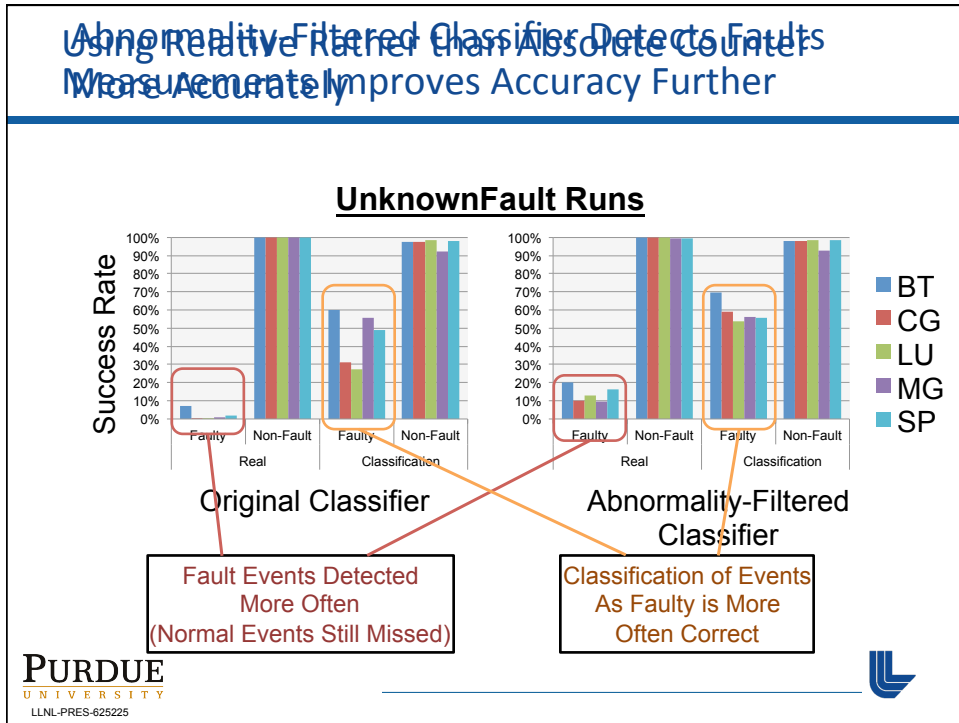 Abnormality-Filtered Classifier Detects Faults
More Accurately
Using Relative Rather than Absolute Counter
Measurements Improves Accuracy Further
UnknownFault Runs
Success Rate
100%
90%
80%
70%
60%
50%
40%
30%
20%
10%
0%
Faulty Non-Fault Faulty Non-Fault
Real Classification
Original Classifier
100%
90%
80%
70%
60%
50%
40%
30%
20%
10%
0%
Faulty Non-Fault Faulty Non-Fault
Real Classification
Abnormality-Filtered
Classifier
BT
CG
LU
MG
SP
Fault Events Detected
More Often
(Normal Events Still Missed)
Classification of Events
As Faulty is More
Often Correct
PURDUE
UNIVERSITY
LLNL-PRES-625225